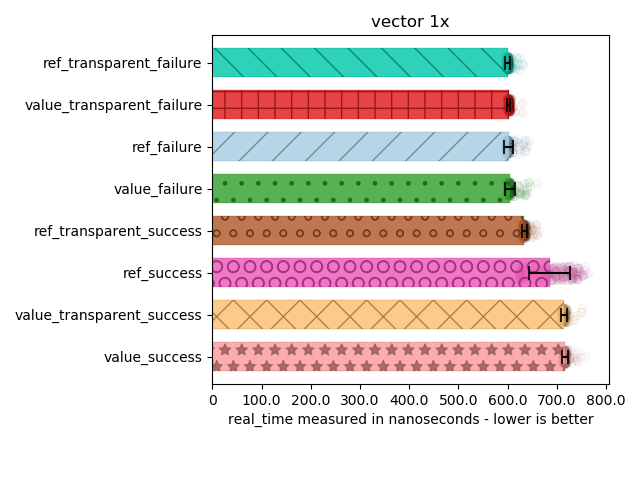 vector 1x
ref_transparent_failure
value_transparent_failure
ref_failure
value_failure
ref_transparent_success
ref_success
value_transparent_success
value_success
0 100.0 200.0 300.0 400.0 500.0 600.0 700.0 800.0
real_time measured in nanoseconds - lower is better